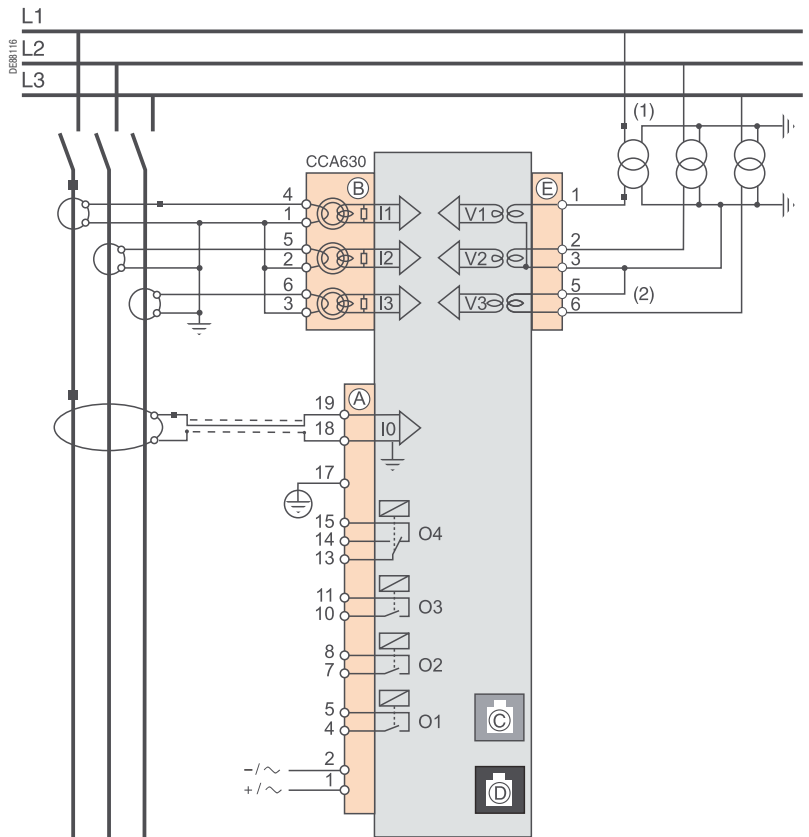 L1
DE88116
L2
L3
(1)
CCA630
B
E
4
1
I1
V1
1
5
2
I2
V2
2
3
6
3
I3
V3
5
6
(2)
A
19
18
I0
17
15
14
13
O4
11
10
O3
8
7
O2
5
4
O1
C
2
-/∼
1
+/∼
D